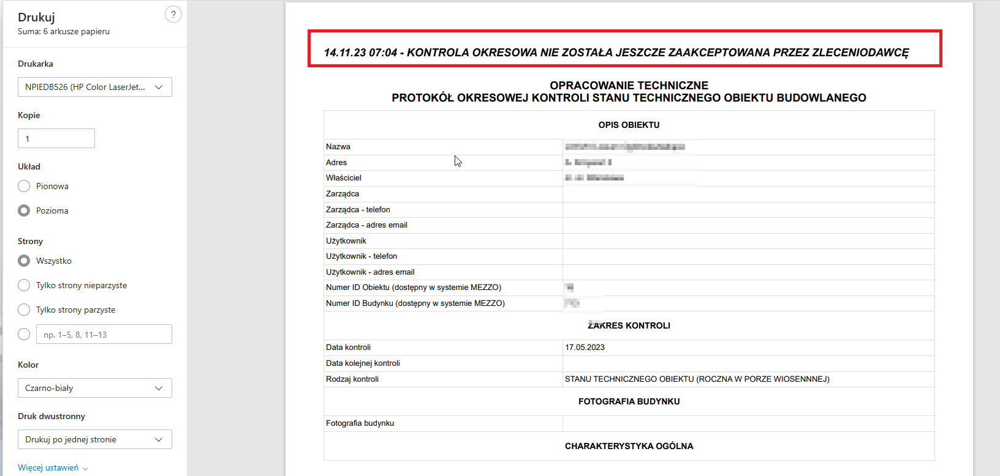 Drukuj
Suma: 6 arkusze papieru
?
Drukarka
NPIEDB526 (HP Color LaserJet...
Kopie
1
Układ
Pionowa
Pozioma
Strony
Wszystko
Tylko strony nieparzyste
Tylko strony parzyste
np. 1–5, 8, 11–13
Kolor
Czarno-biały
Druk dwustronny
Drukuj po jednej stronie
Więcej ustawień
14.11.23 07:04 - KONTROLA OKRESOWA NIE ZOSTAŁA JESZCZE ZAAKCEPTOWANA PRZEZ ZLECENIODAWCĘ
OPRACOWANIE TECHNICZNE
PROTOKÓŁ OKRESOWEJ KONTROLI STANU TECHNICZNEGO OBIEKTU BUDOWLANEGO
OPIS OBIEKTU
Nazwa
Adres
Właściciel
Zarządca
Zarządca - telefon
Zarządca - adres email
Użytkownik
Użytkownik - telefon
Użytkownik - adres email
Numer ID Obiektu (dostępny w systemie MEZZO)
Numer ID Budynku (dostępny w systemie MEZZO)
ZAKRES KONTROLI
Data kontroli 17.05.2023
Data kolejnej kontroli
Rodzaj kontroli STANU TECHNICZNEGO OBIEKTU (ROCZNA W PORZE WIOSENNNEJ)
FOTOGRAFIA BUDYNKU
Fotografia budynku
CHARAKTERYSTYKA OGÓLNA